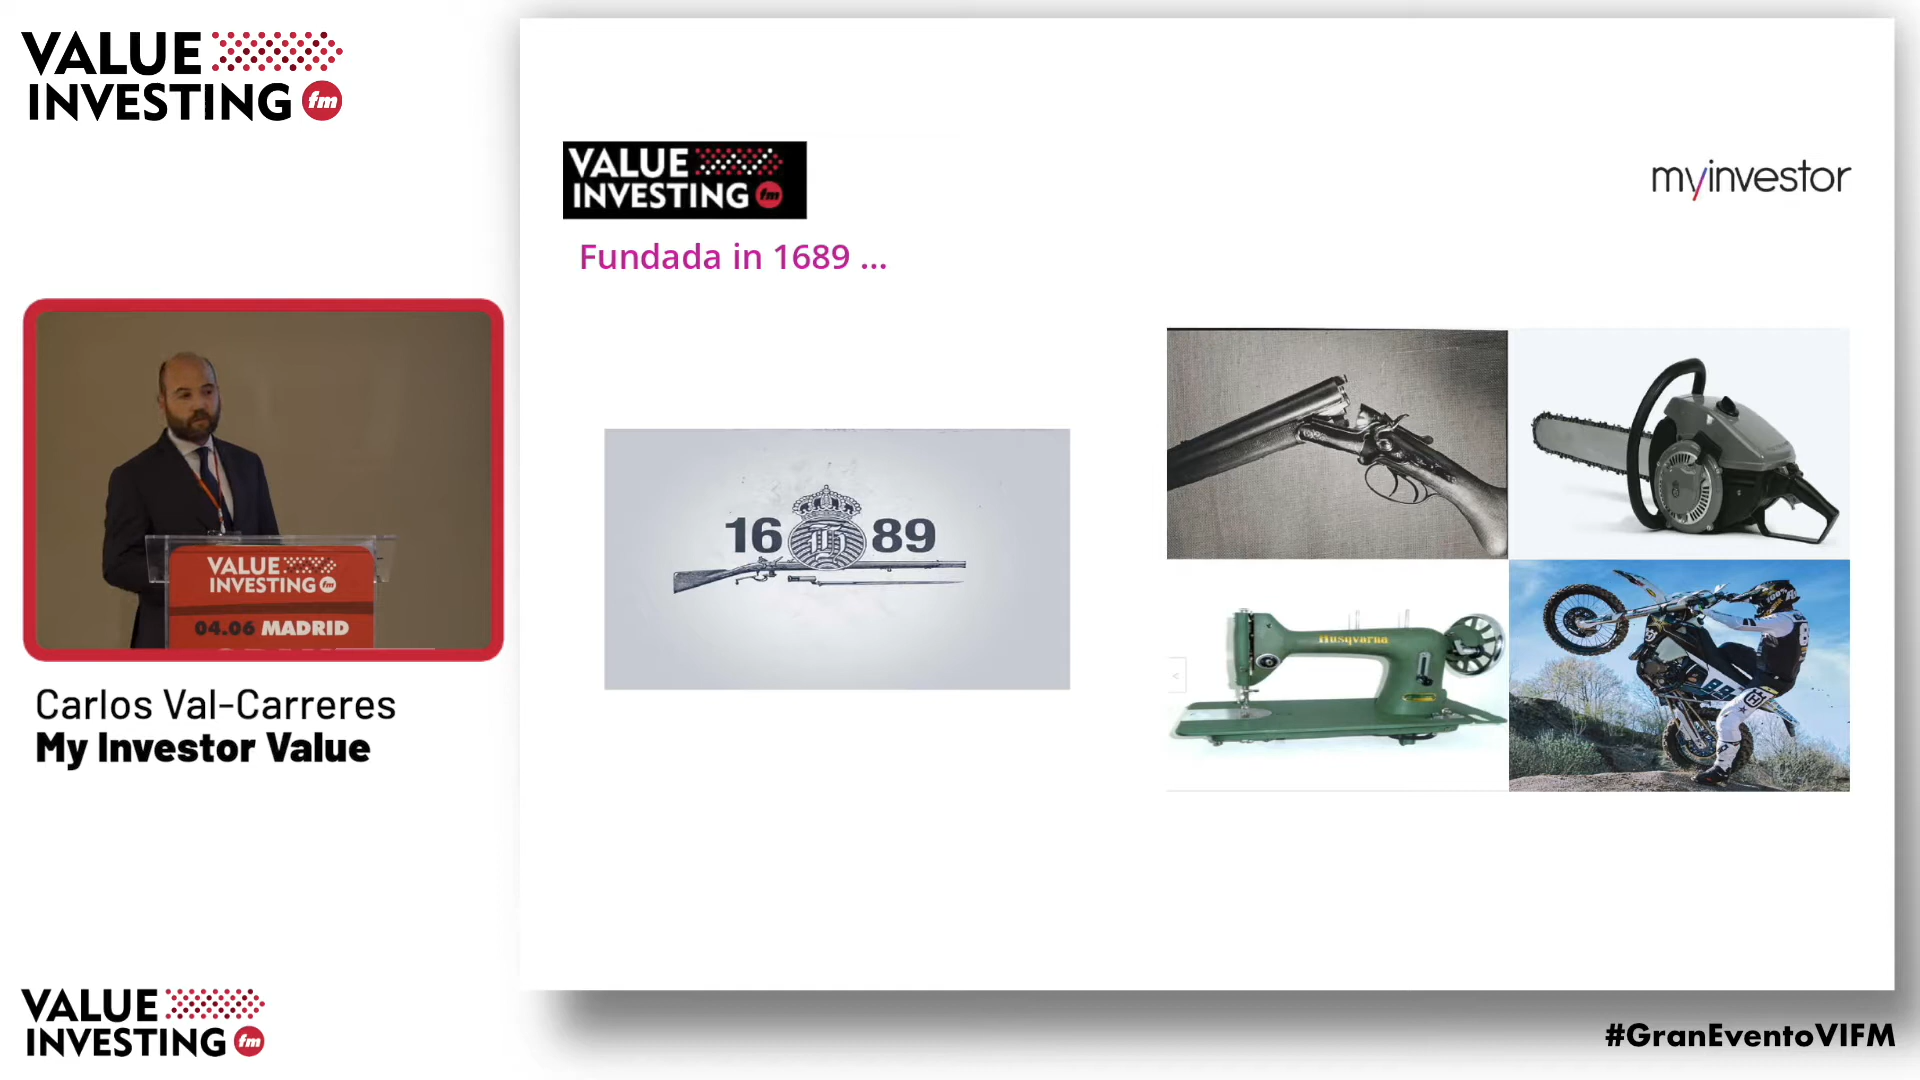 VALUE
INVESTING fm
VALUE
INVESTING fm
myinvestor
Fundada in 1689 ...
16 H 89
Husqvarna
VALUE
INVESTING fm
04.06 MADRID
Carlos Val-Carreres
My Investor Value
VALUE
INVESTING fm
#GranEventoVIFM